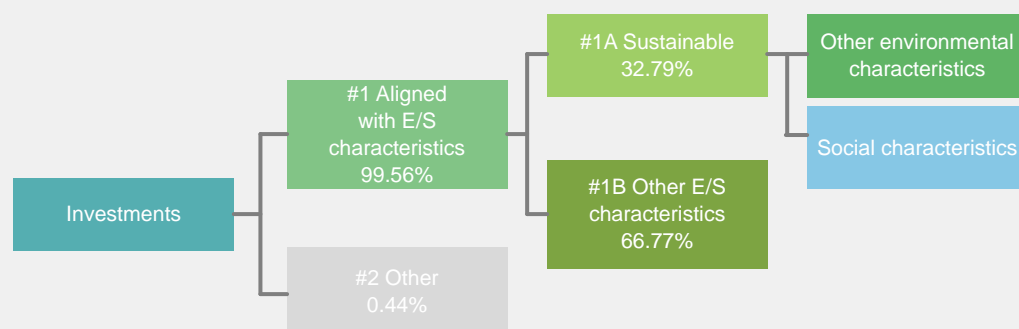 Investments
#1 Aligned
with E/S
characteristics
99.56%
#2 Other
0.44%
#1A Sustainable
32.79%
#1B Other E/S
characteristics
66.77%
Other environmental
characteristics
Social characteristics